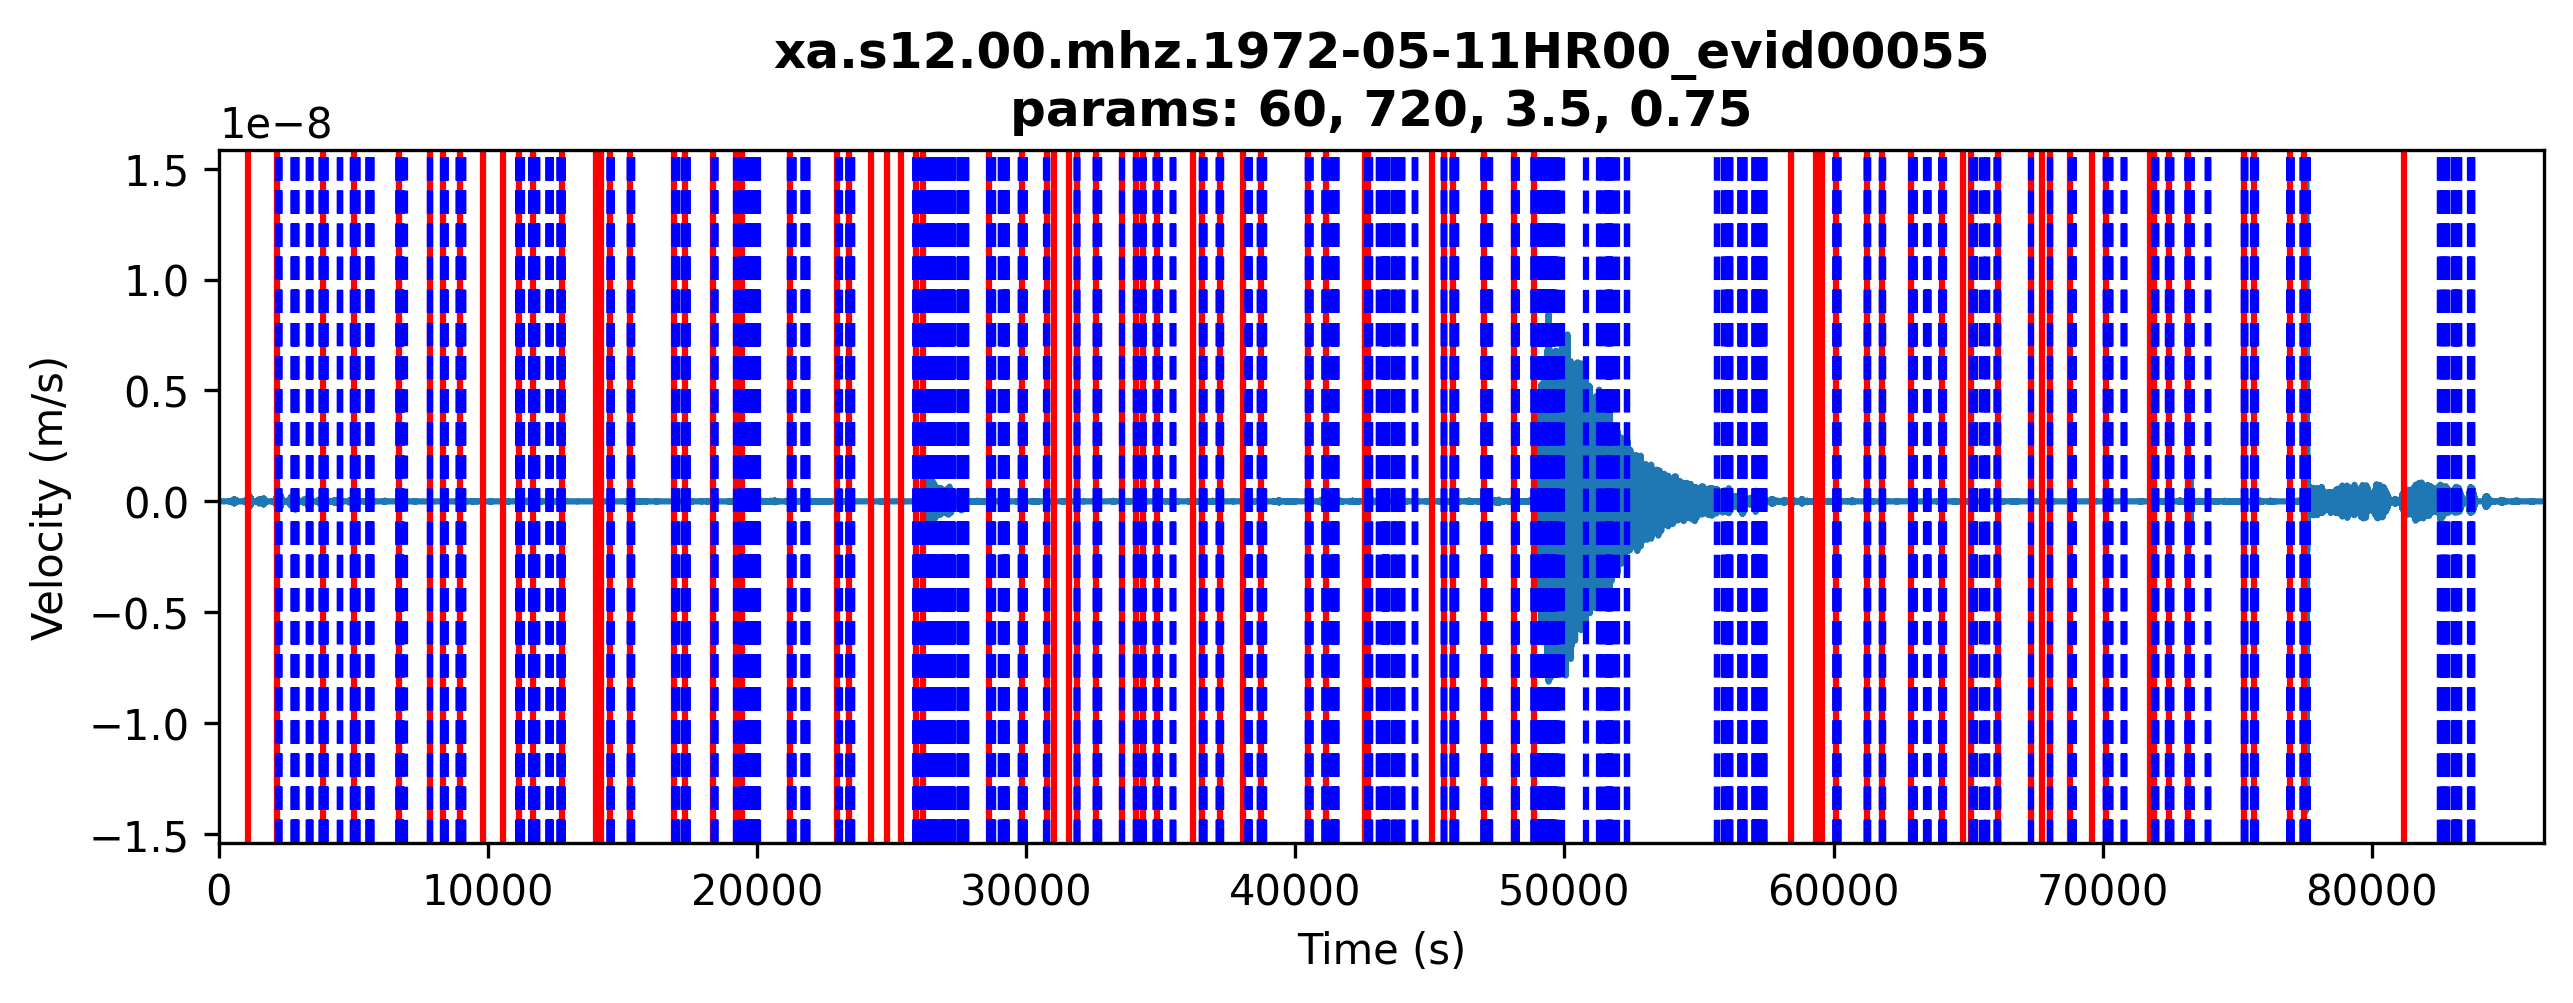 xa.s12.00.mhz.1972-05-11HR00_evid00055
params: 60, 720, 3.5, 0.75
1e−8
1.5
1.0
0.5
0.0
−0.5
−1.0
−1.5
Velocity (m/s)
0 10000 20000 30000 40000 50000 60000 70000 80000
Time (s)